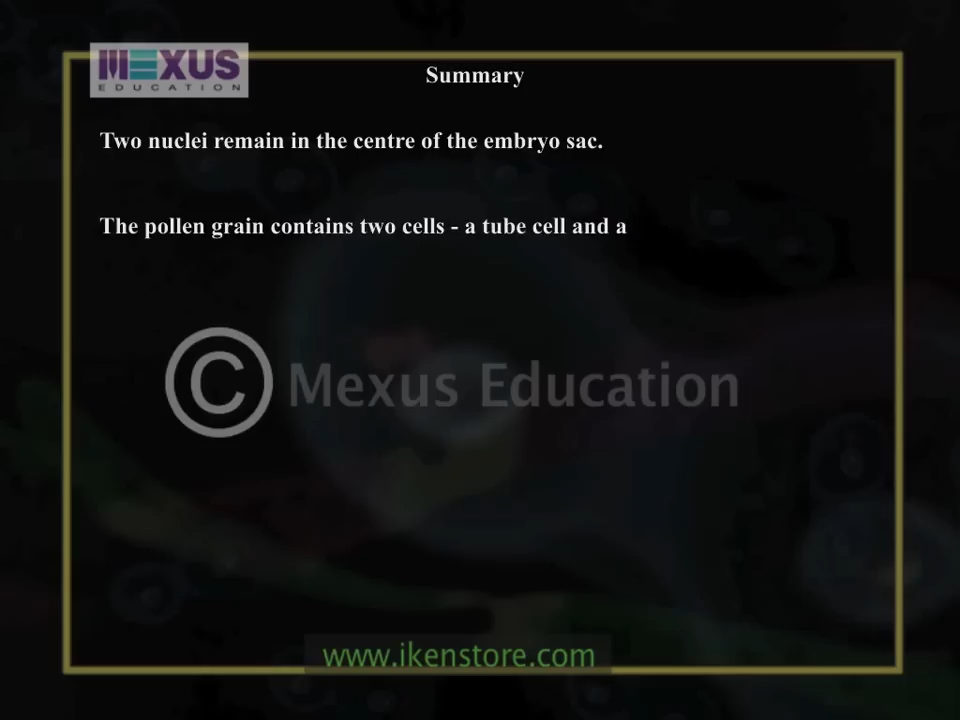 MEXUS
EDUCATION
Summary
Two nuclei remain in the centre of the embryo sac.
The pollen grain contains two cells - a tube cell and a
© Mexus Education
www.ikenstore.com